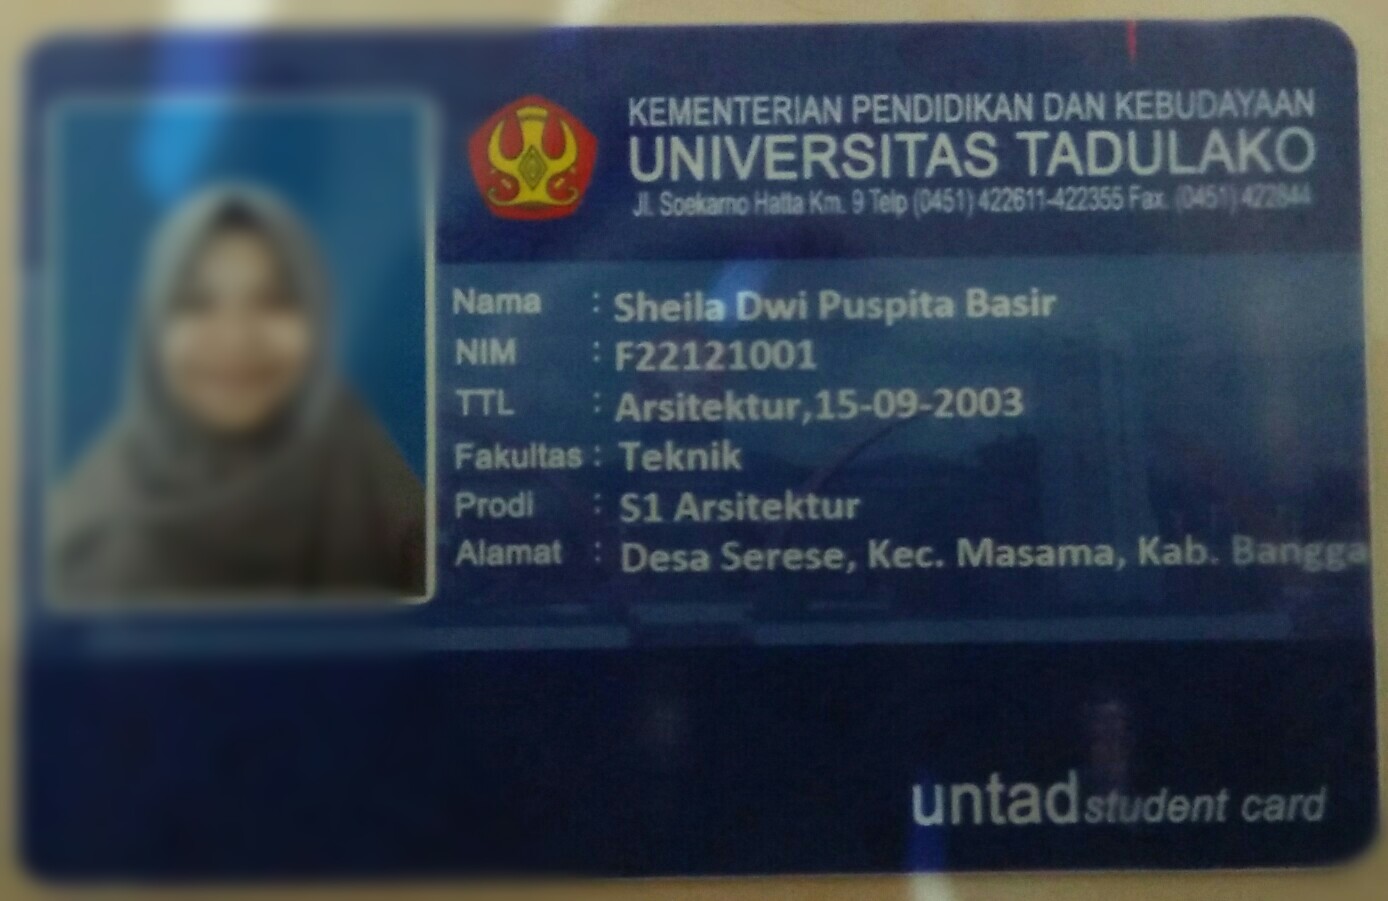 KEMENTERIAN PENDIDIKAN DAN KEBUDAYAAN
UNIVERSITAS TADULAKO
Jl. Soekarno Hatta Km. 9 Telp (0451) 422611-422355 Fax. (0451) 422844
Nama : Sheila Dwi Puspita Basir
NIM : F22121001
TTL : Arsitektur,15-09-2003
Fakultas : Teknik
Prodi : S1 Arsitektur
Alamat : Desa Serese, Kec. Masama, Kab. Bangga
untad student card